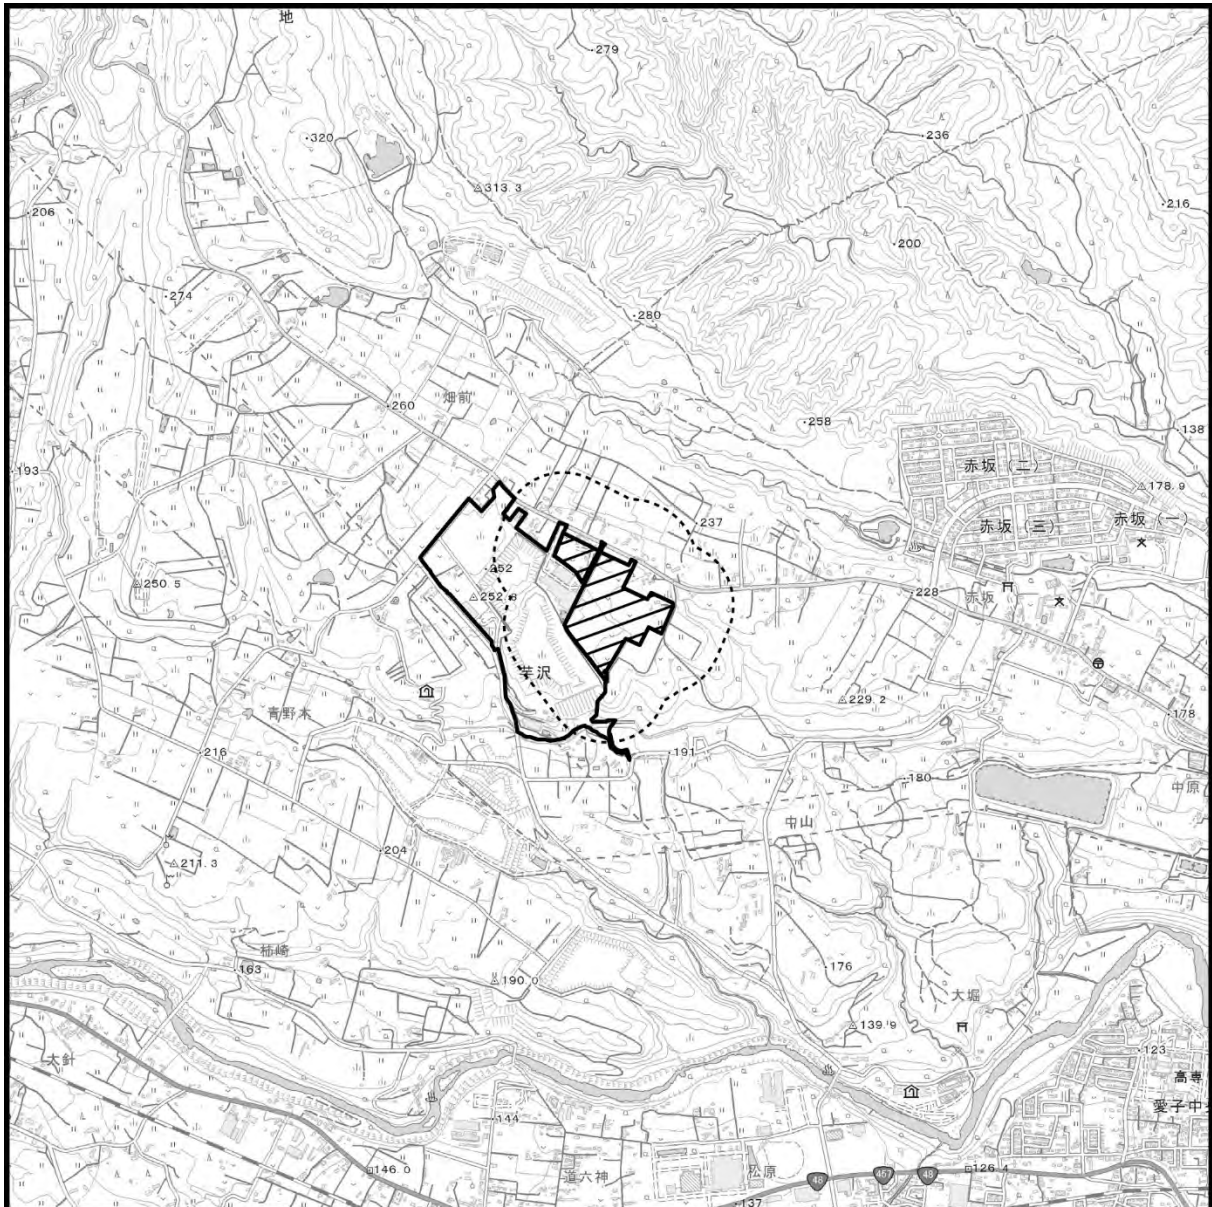 地
・279
・320
・236
△313.3
・206
・216
300
・200
・274
・280
畑前
・260
・258
・138
赤坂(二)
・193
△178.9
・237
赤坂(三)
赤坂(一)
・252
△250.5
△252.8
・228
赤坂
芋沢
△229.2
青野木
・178
・216
・191
・180
中原
中山
・204
△211.3
柿崎
・163
△190.0
・176
大堀
△139.9
・123
大針
高専
・144
愛子中
□146.0
道六神
松原
48
457
48
□126.4
・137